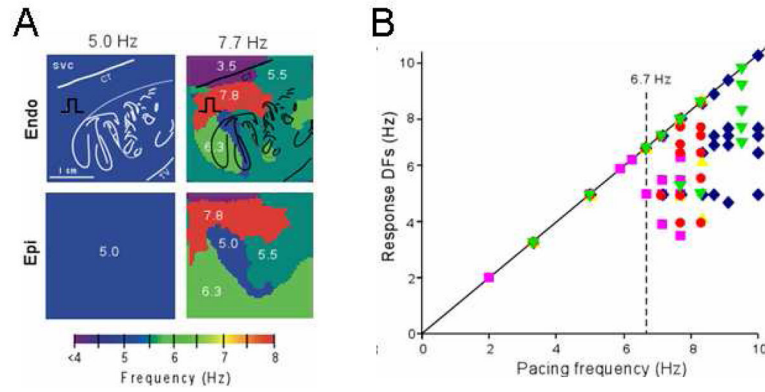 A
5.0 Hz
7.7 Hz
Endo
svc
CT
1 cm
TV
3.5
5.5
7.8
6.3
Epi
5.0
7.8
5.0
5.5
6.3
<4
5
6
7
8
Frequency (Hz)
B
Response DFs (Hz)
10
8
6
4
2
0
6.7 Hz
0
2
4
6
8
10
Pacing frequency (Hz)